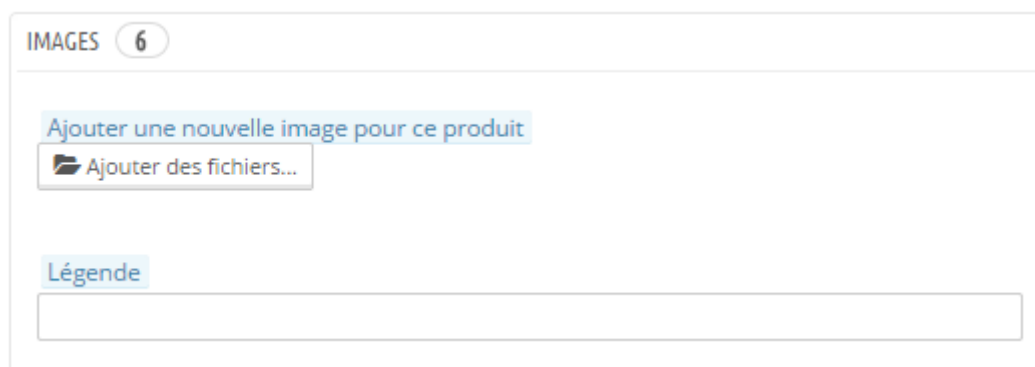 IMAGES 6
Ajouter une nouvelle image pour ce produit
Ajouter des fichiers...
Légende